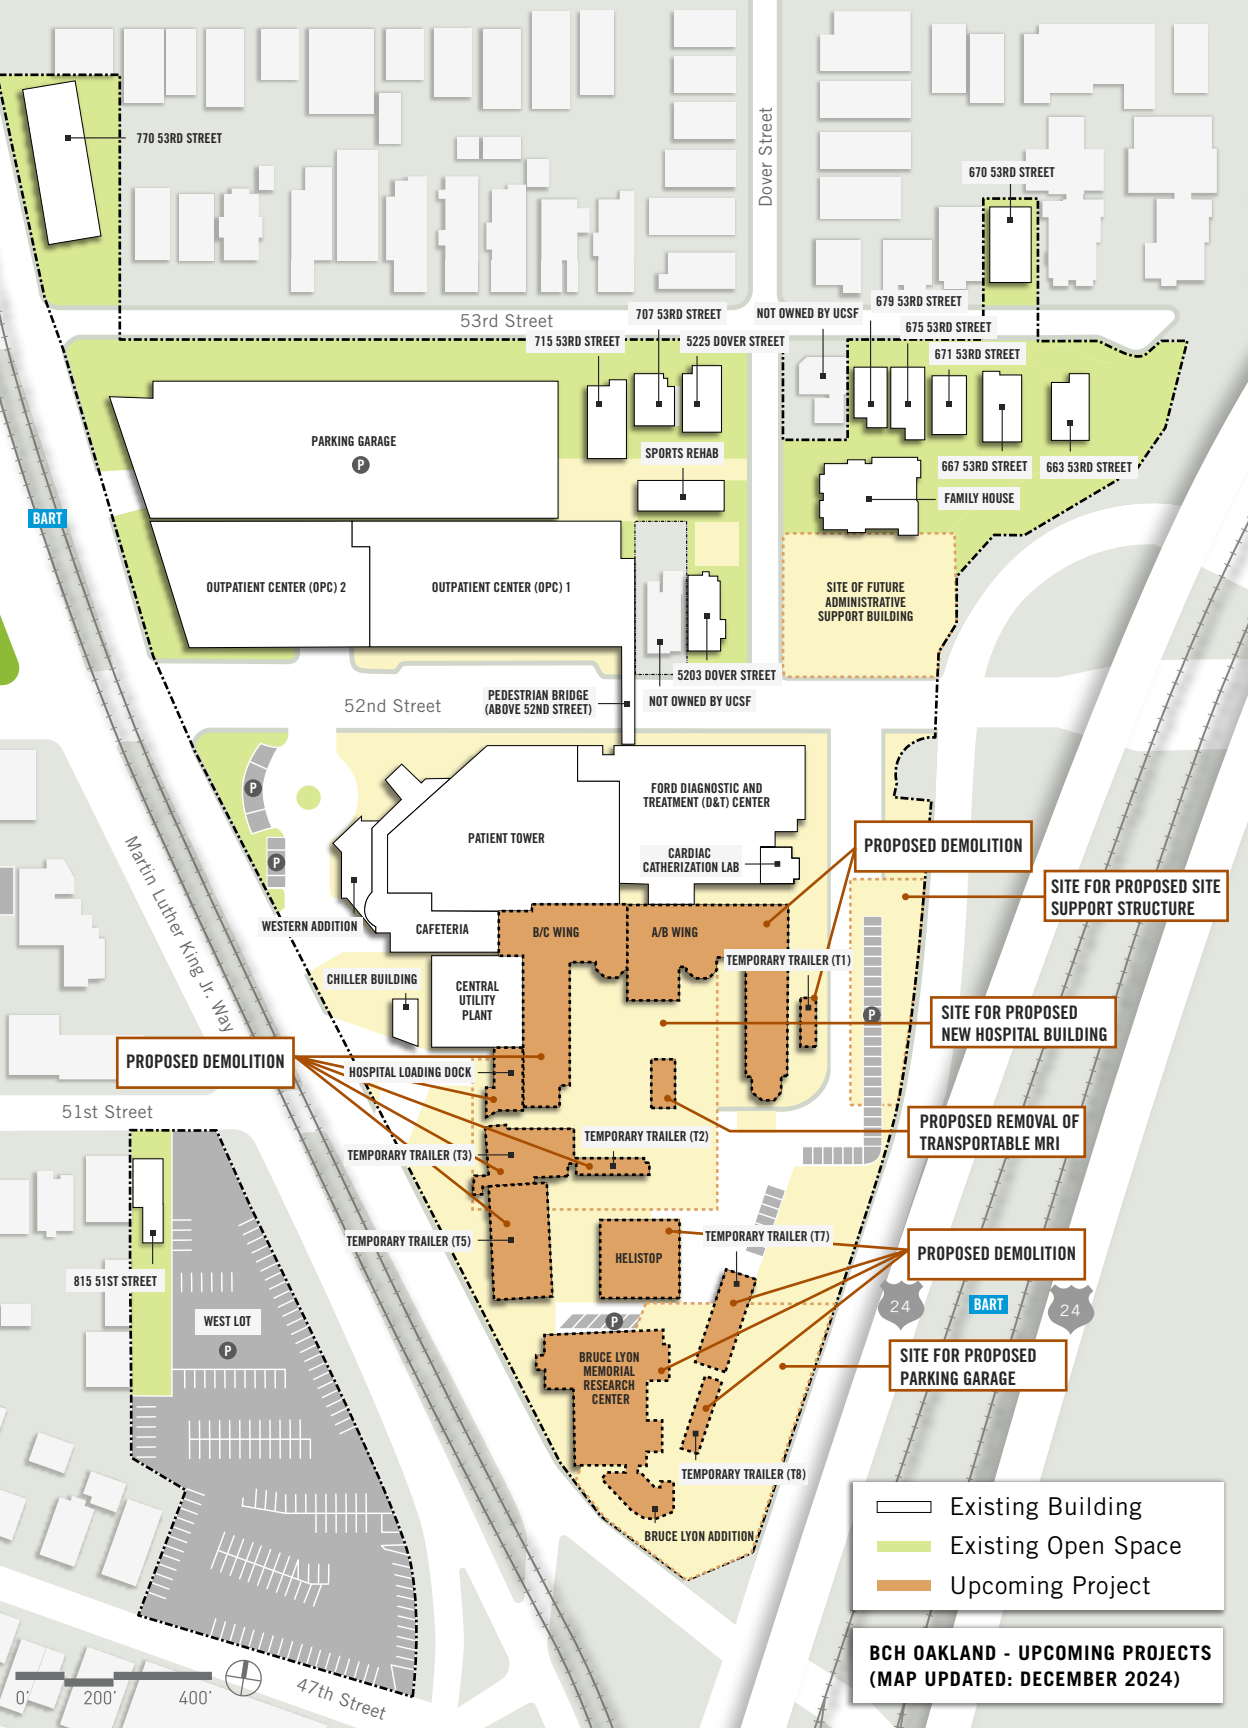 770 53RD STREET
Dover Street
670 53RD STREET
53rd Street
707 53RD STREET
NOT OWNED BY UCSF
679 53RD STREET
675 53RD STREET
715 53RD STREET
5225 DOVER STREET
671 53RD STREET
PARKING GARAGE
P
SPORTS REHAB
667 53RD STREET
663 53RD STREET
FAMILY HOUSE
BART
OUTPATIENT CENTER (OPC) 2
OUTPATIENT CENTER (OPC) 1
SITE OF FUTURE
ADMINISTRATIVE
SUPPORT BUILDING
5203 DOVER STREET
NOT OWNED BY UCSF
PEDESTRIAN BRIDGE
(ABOVE 52ND STREET)
52nd Street
P
FORD DIAGNOSTIC AND
TREATMENT (D&T) CENTER
PATIENT TOWER
CARDIAC
CATHERIZATION LAB
P
PROPOSED DEMOLITION
SITE FOR PROPOSED SITE
SUPPORT STRUCTURE
Martin Luther King Jr. Way
WESTERN ADDITION
CAFETERIA
B/C WING
A/B WING
TEMPORARY TRAILER (T1)
CHILLER BUILDING
CENTRAL
UTILITY
PLANT
P
SITE FOR PROPOSED
NEW HOSPITAL BUILDING
PROPOSED DEMOLITION
HOSPITAL LOADING DOCK
51st Street
PROPOSED REMOVAL OF
TRANSPORTABLE MRI
TEMPORARY TRAILER (T2)
TEMPORARY TRAILER (T3)
TEMPORARY TRAILER (T5)
TEMPORARY TRAILER (T7)
HELISTOP
PROPOSED DEMOLITION
815 51ST STREET
24
BART
24
WEST LOT
P
P
SITE FOR PROPOSED
PARKING GARAGE
BRUCE LYON
MEMORIAL
RESEARCH
CENTER
TEMPORARY TRAILER (T8)
BRUCE LYON ADDITION
Existing Building
Existing Open Space
Upcoming Project
BCH OAKLAND - UPCOMING PROJECTS
(MAP UPDATED: DECEMBER 2024)
0'
200'
400'
47th Street